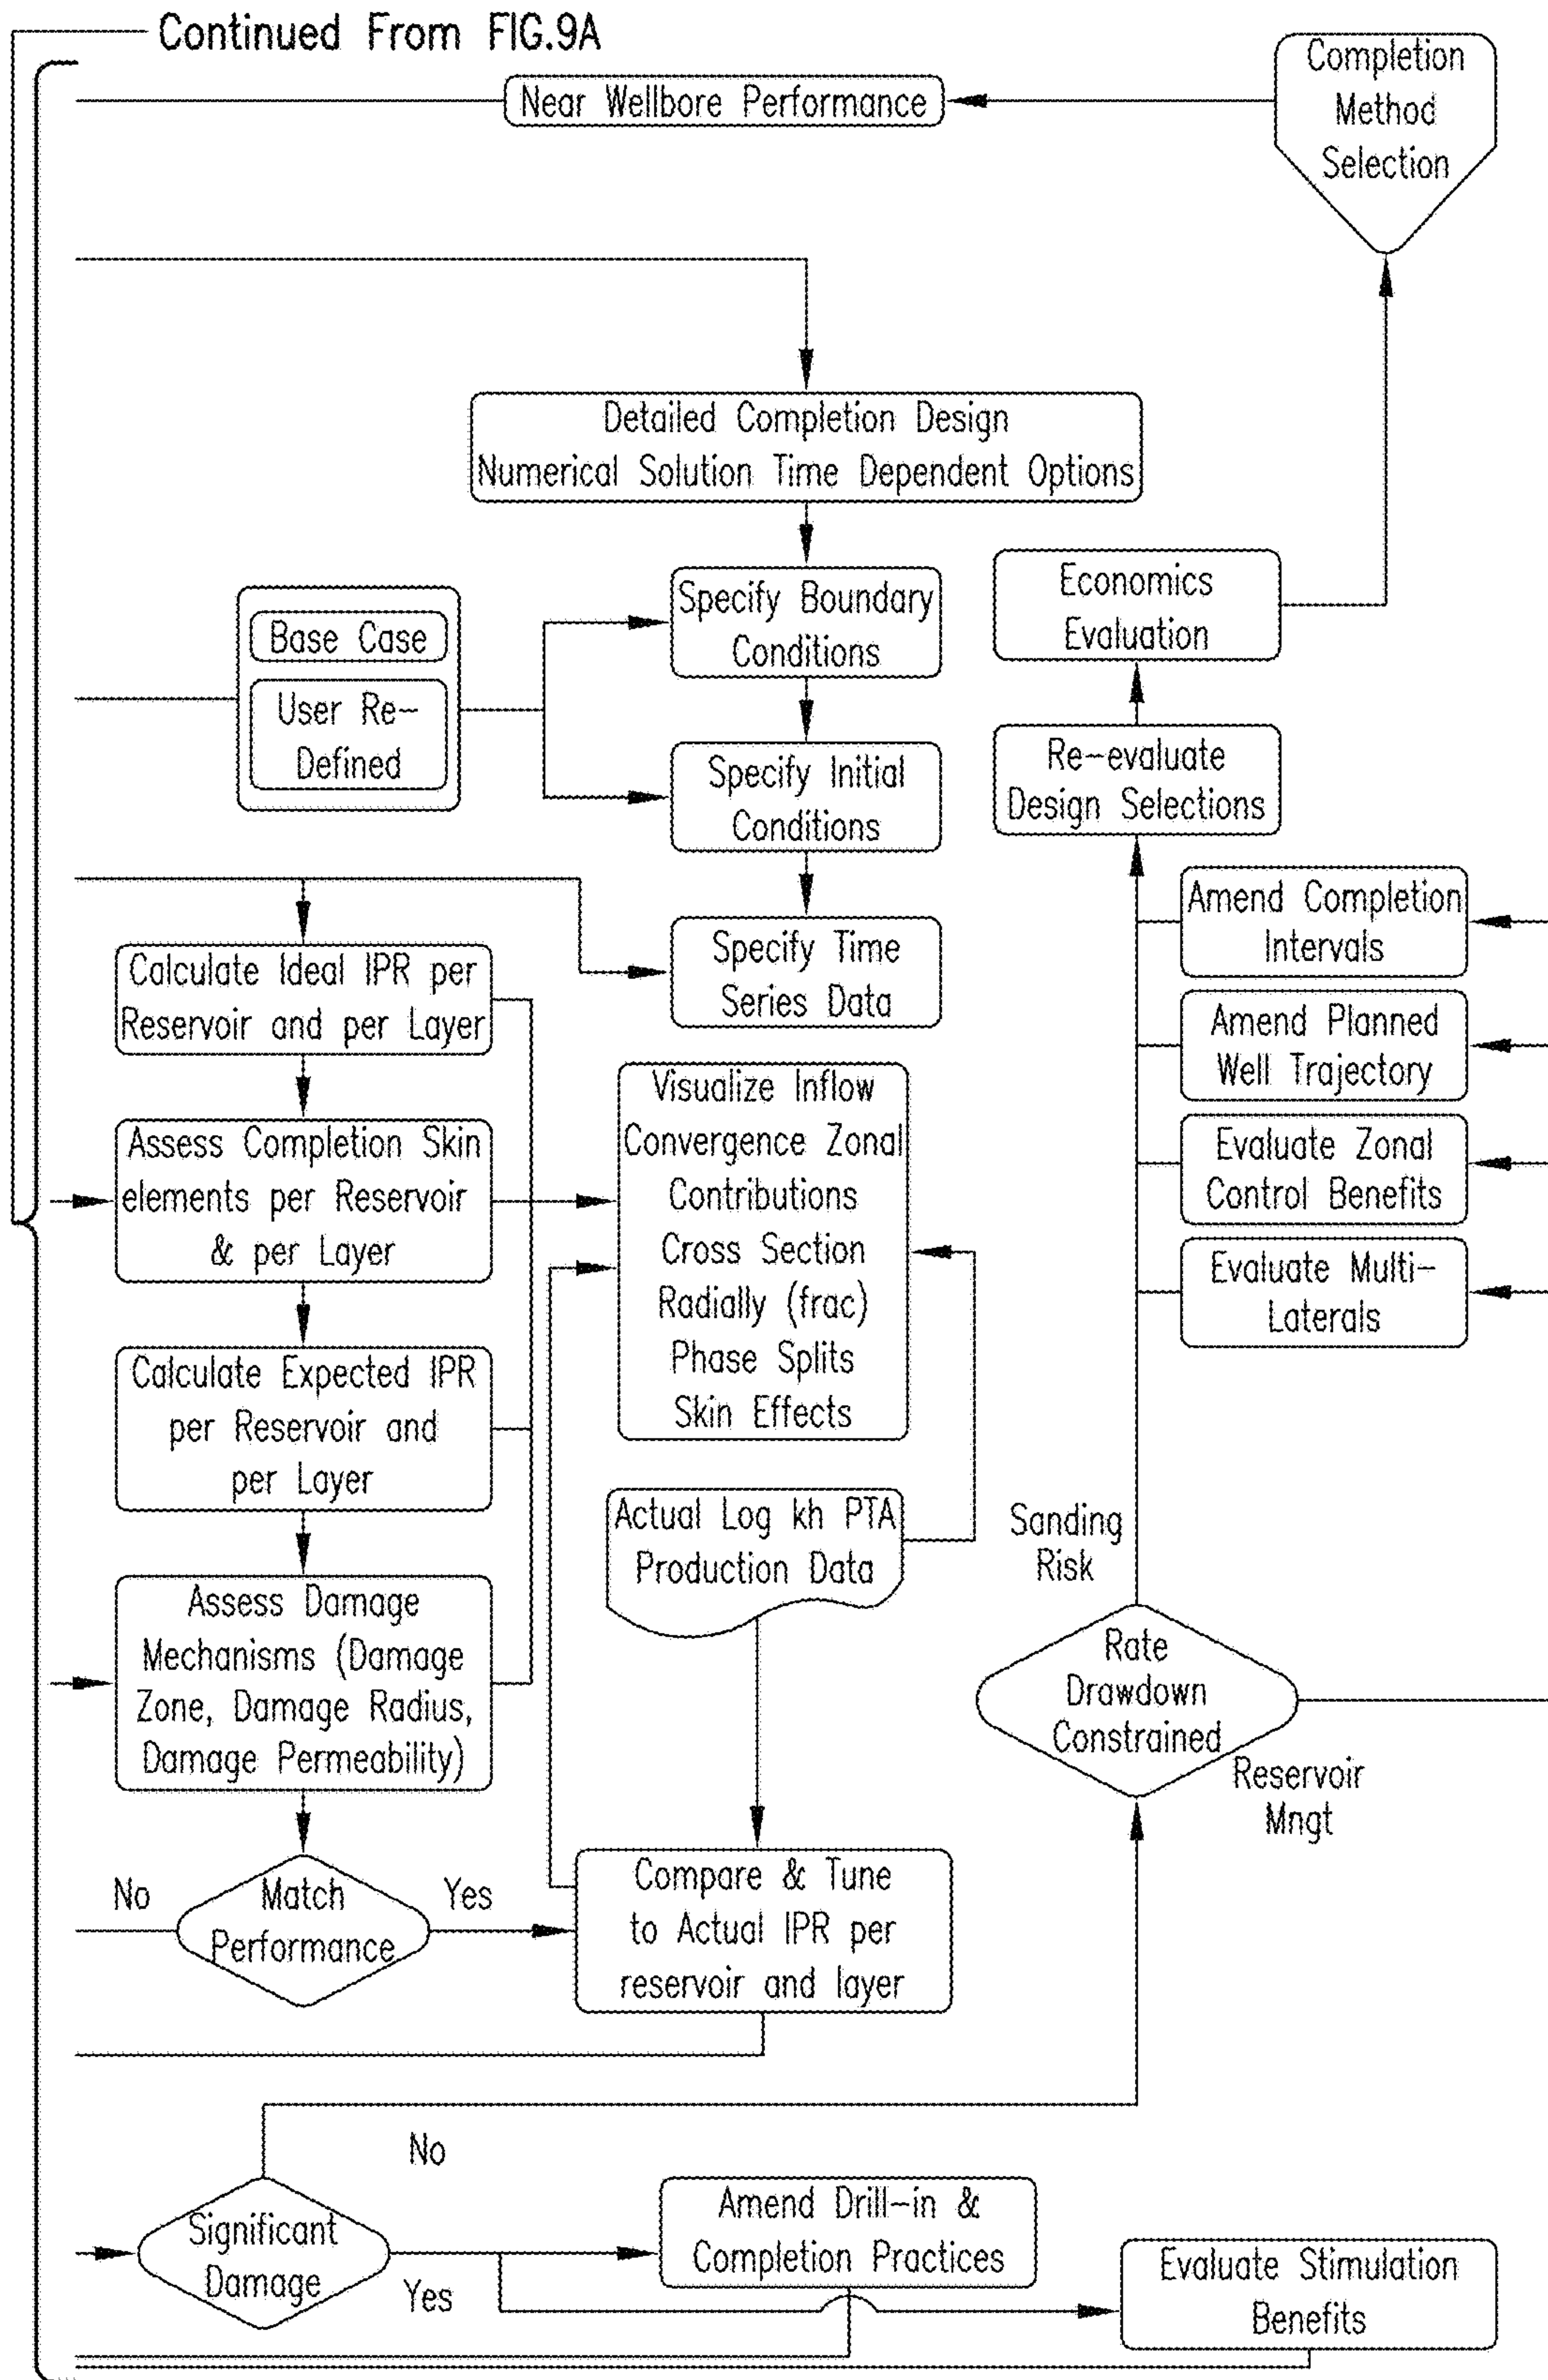 Continued From FIG.9A
Completion
Method
Selection
Near Wellbore Performance
Detailed Completion Design
Numerical Solution Time Dependent Options
Specify Boundary
Conditions
Economics
Evaluation
Base Case
User Re-
Defined
Specify Initial
Conditions
Re-evaluate
Design Selections
Specify Time
Series Data
Amend Completion
Intervals
Amend Planned
Well Trajectory
Evaluate Zonal
Control Benefits
Evaluate Multi-
Laterals
Calculate Ideal IPR per
Reservoir and per Layer
Assess Completion Skin
elements per Reservoir
& per Layer
Calculate Expected IPR
per Reservoir and
per Layer
Assess Damage
Mechanisms (Damage
Zone, Damage Radius,
Damage Permeability)
Visualize Inflow
Convergence Zonal
Contributions
Cross Section
Radially (frac)
Phase Splits
Skin Effects
Actual Log kh PTA
Production Data
Sanding
Risk
Rate
Drawdown
Constrained
Reservoir
Mngt
No
Match
Performance
Yes
Compare & Tune
to Actual IPR per
reservoir and layer
No
Significant
Damage
Yes
Amend Drill-in &
Completion Practices
Evaluate Stimulation
Benefits